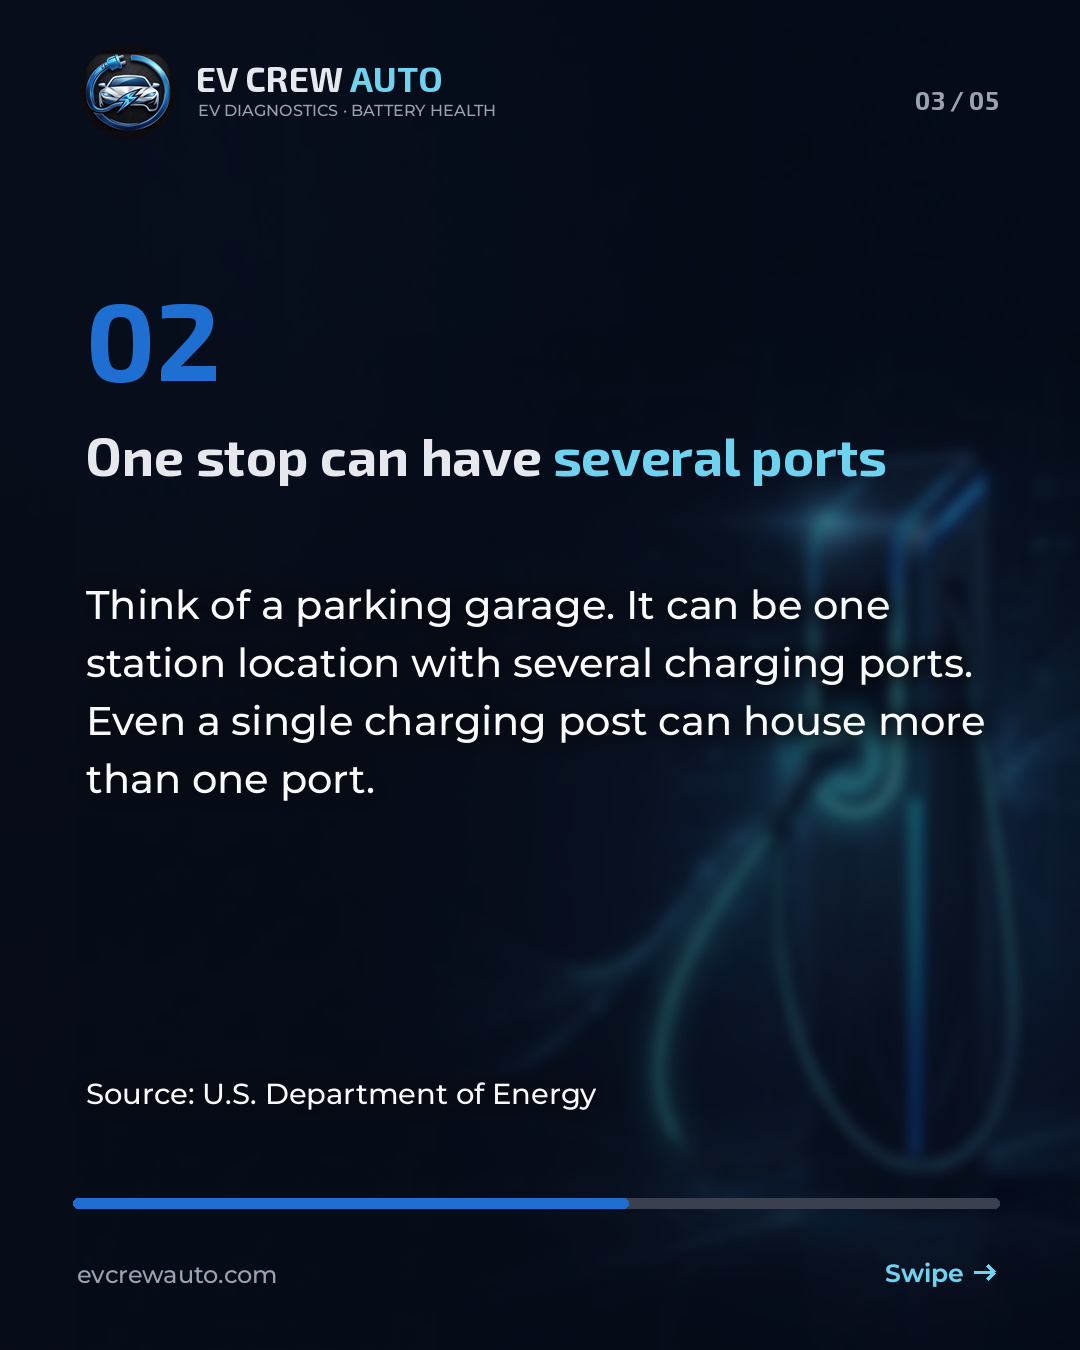 EV CREW AUTO
EV DIAGNOSTICS · BATTERY HEALTH
03 / 05
02
One stop can have several ports
Think of a parking garage. It can be one
station location with several charging ports.
Even a single charging post can house more
than one port.
Source: U.S. Department of Energy
evcrewauto.com
Swipe →